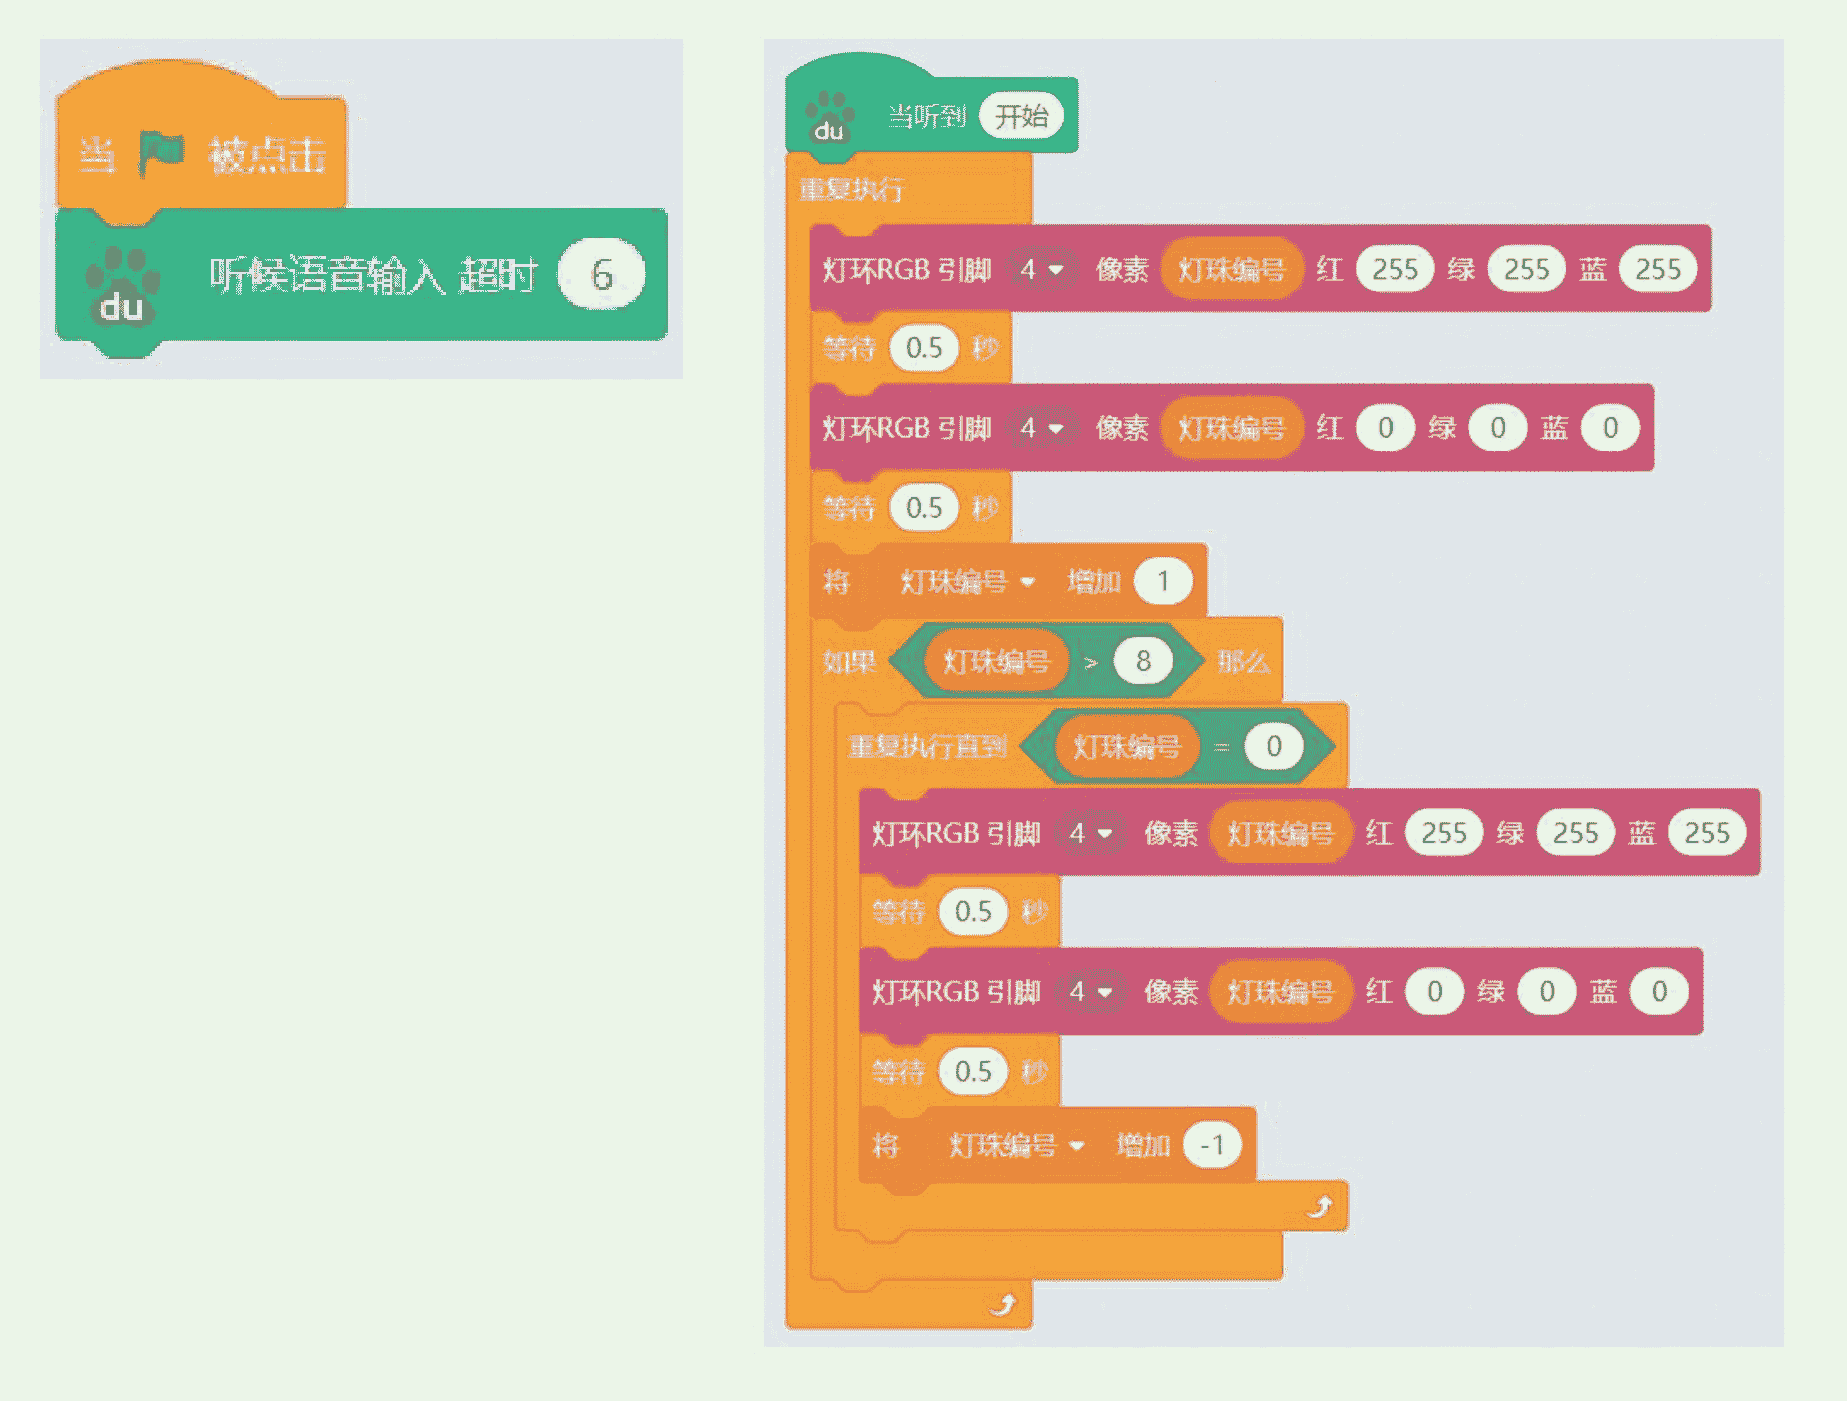 当 被点击
du 听候语音输入 超时 6
du 当听到 开始
重复执行
灯环RGB 引脚 4 像素 灯珠编号 红 255 绿 255 蓝 255
等待 0.5 秒
灯环RGB 引脚 4 像素 灯珠编号 红 0 绿 0 蓝 0
等待 0.5 秒
将 灯珠编号 增加 1
如果 灯珠编号 > 8 那么
重复执行直到 灯珠编号 = 0
灯环RGB 引脚 4 像素 灯珠编号 红 255 绿 255 蓝 255
等待 0.5 秒
灯环RGB 引脚 4 像素 灯珠编号 红 0 绿 0 蓝 0
等待 0.5 秒
将 灯珠编号 增加 -1